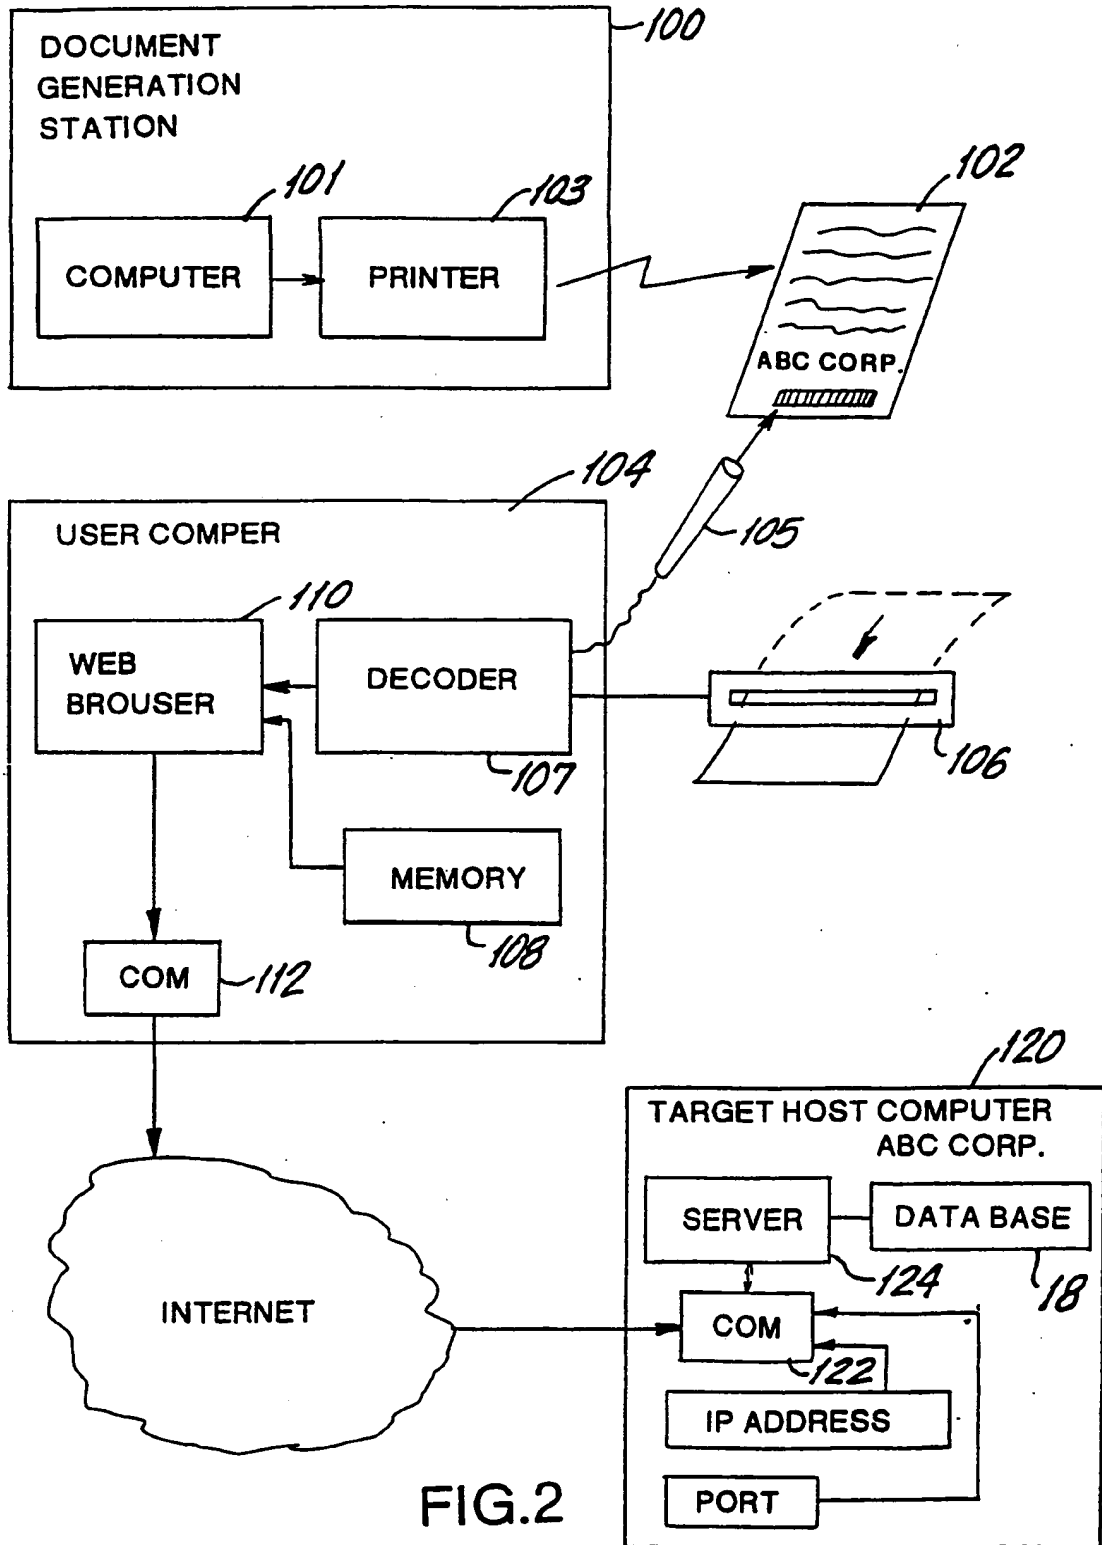 100
DOCUMENT
GENERATION
STATION
101
103
COMPUTER
PRINTER
102
ABC CORP.
104
USER COMPER
105
110
WEB
BROUSER
DECODER
107
106
MEMORY
108
COM
112
120
TARGET HOST COMPUTER
ABC CORP.
SERVER
DATA BASE
124
18
INTERNET
COM
122
IP ADDRESS
PORT
FIG.2